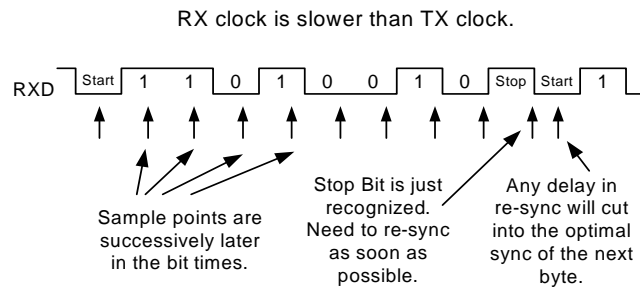 RX clock is slower than TX clock.
RXD Start 1 1 0 1 0 0 1 0 Stop Start 1
Sample points are
successively later
in the bit times.
Stop Bit is just
recognized.
Need to re-sync
as soon as
possible.
Any delay in
re-sync will cut
into the optimal
sync of the next
byte.